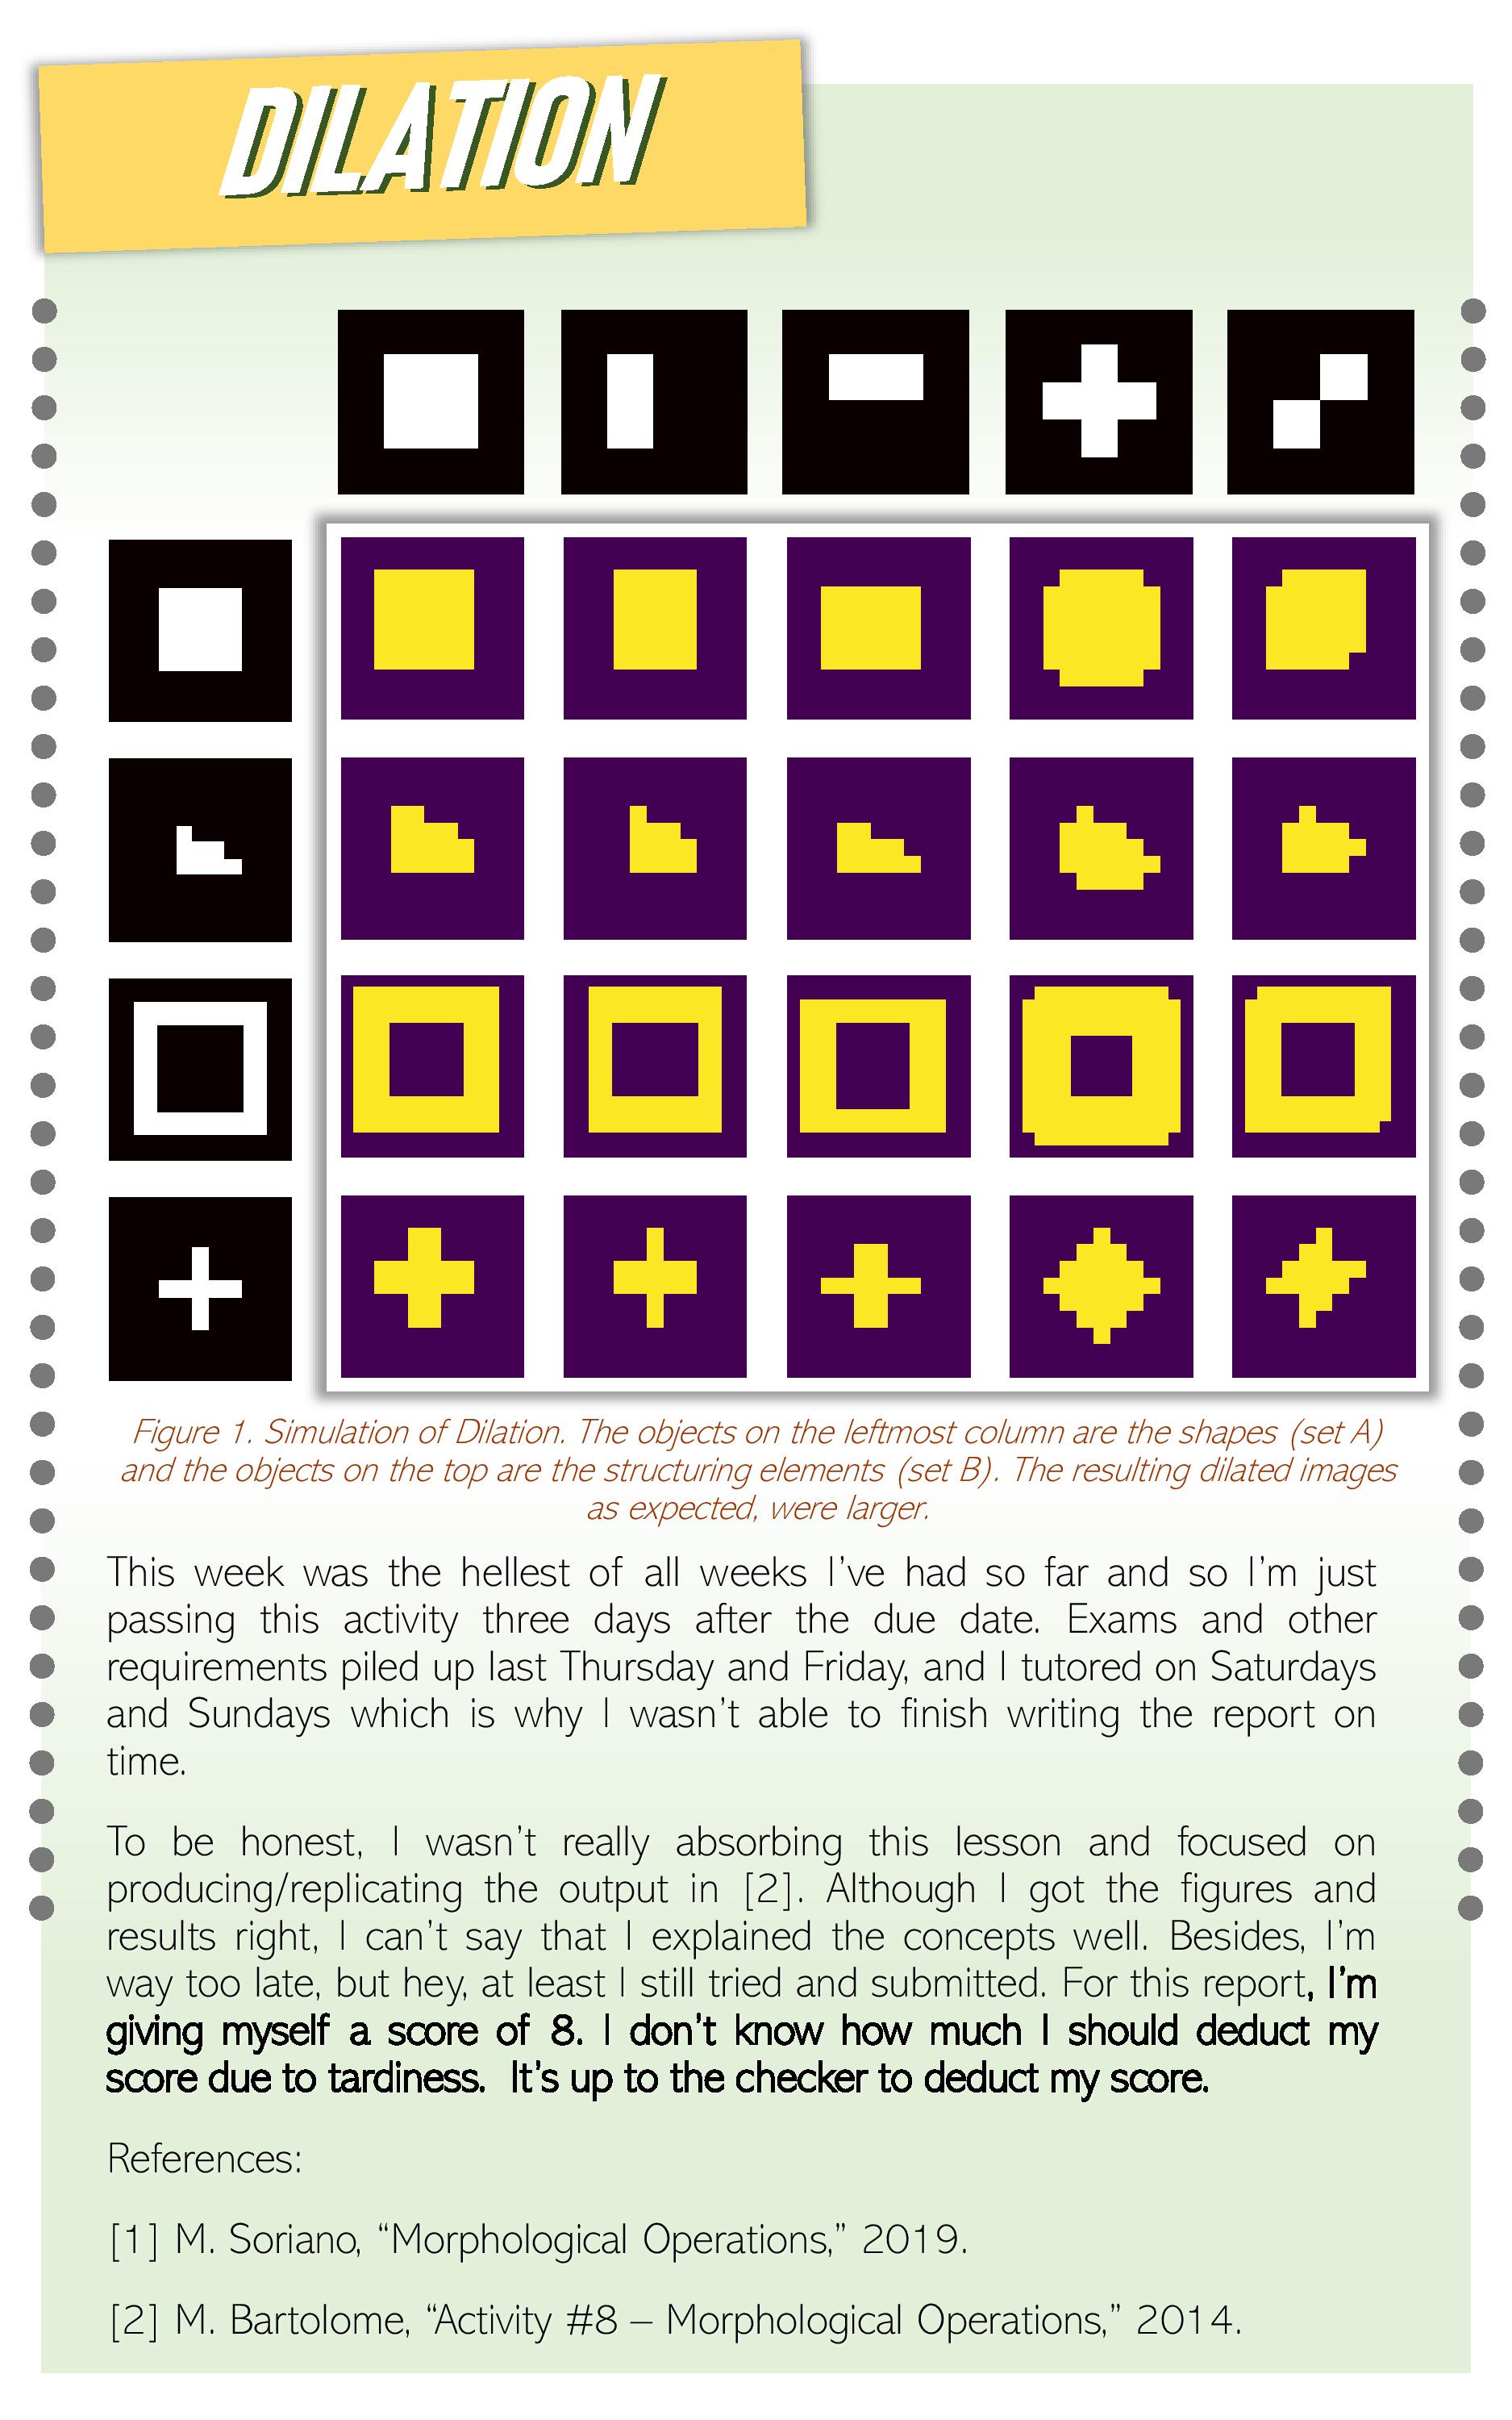 DILATION
Figure 1. Simulation of Dilation. The objects on the leftmost column are the shapes (set A)
and the objects on the top are the structuring elements (set B). The resulting dilated images
as expected, were larger.
This week was the hellest of all weeks I’ve had so far and so I’m just
passing this activity three days after the due date. Exams and other
requirements piled up last Thursday and Friday, and I tutored on Saturdays
and Sundays which is why I wasn’t able to finish writing the report on
time.
To be honest, I wasn’t really absorbing this lesson and focused on
producing/replicating the output in [2]. Although I got the figures and
results right, I can’t say that I explained the concepts well. Besides, I’m
way too late, but hey, at least I still tried and submitted. For this report, I’m
giving myself a score of 8. I don’t know how much I should deduct my
score due to tardiness.  It’s up to the checker to deduct my score.
References:
[1] M. Soriano, “Morphological Operations,” 2019.
[2] M. Bartolome, “Activity #8 – Morphological Operations,” 2014.